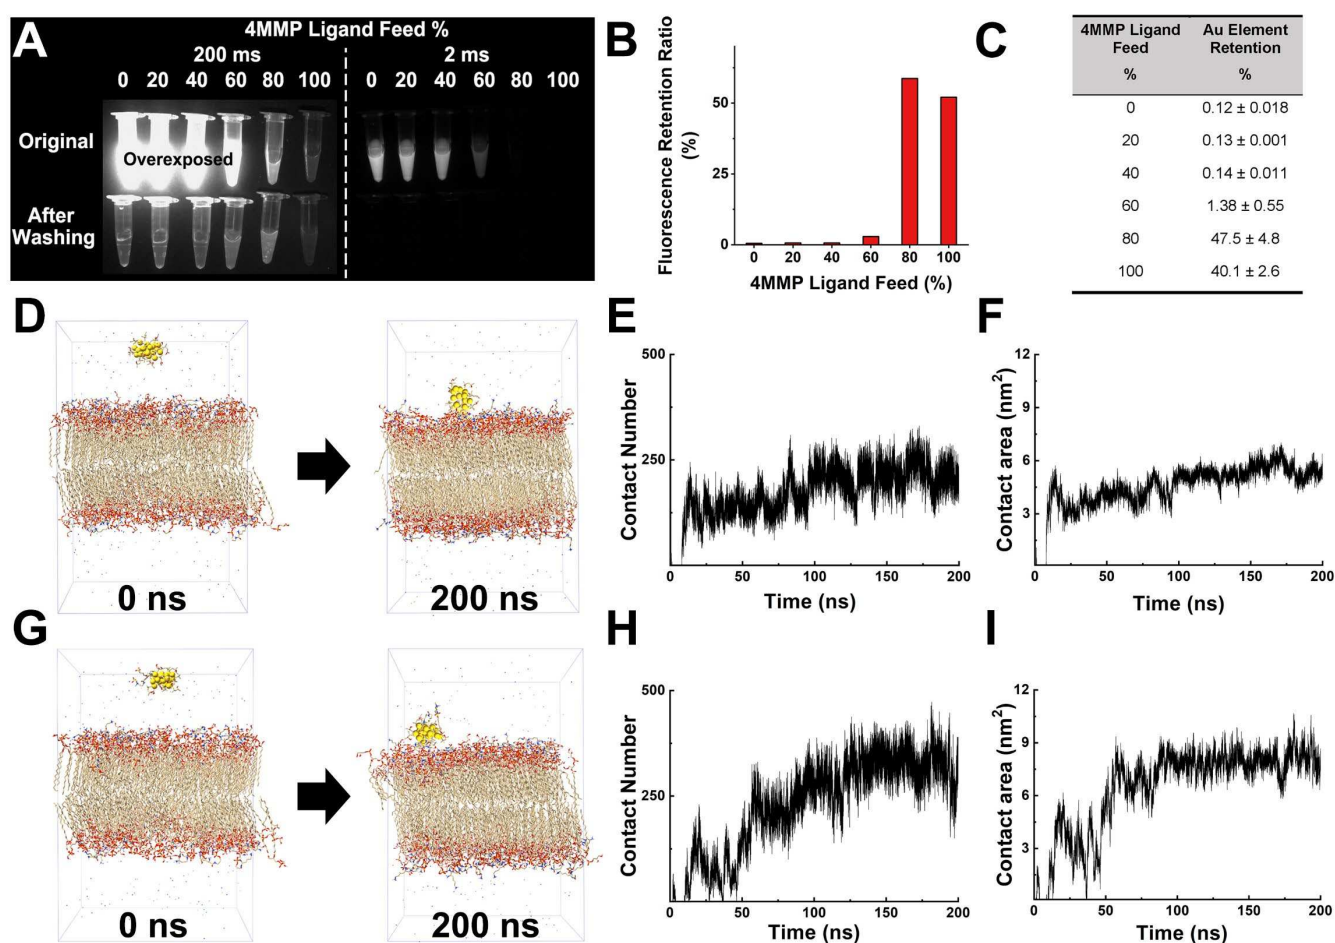 A
4MMP Ligand Feed %
200 ms 2 ms
0 20 40 60 80 100 0 20 40 60 80 100
Original
Overexposed
After
Washing
B
Fluorescence Retention Ratio
(%)
50
25
0
0 20 40 60 80 100
4MMP Ligand Feed (%)
C
4MMP Ligand Feed Au Element Retention
% %
0 0.12 ± 0.018
20 0.13 ± 0.001
40 0.14 ± 0.011
60 1.38 ± 0.55
80 47.5 ± 4.8
100 40.1 ± 2.6
D
0 ns
200 ns
E
Contact Number
500
250
0 50 100 150 200
Time (ns)
F
Contact area (nm²)
12
9
6
3
0 50 100 150 200
Time (ns)
G
0 ns
200 ns
H
Contact Number
500
250
0 50 100 150 200
Time (ns)
I
Contact area (nm²)
12
9
6
3
0 50 100 150 200
Time (ns)